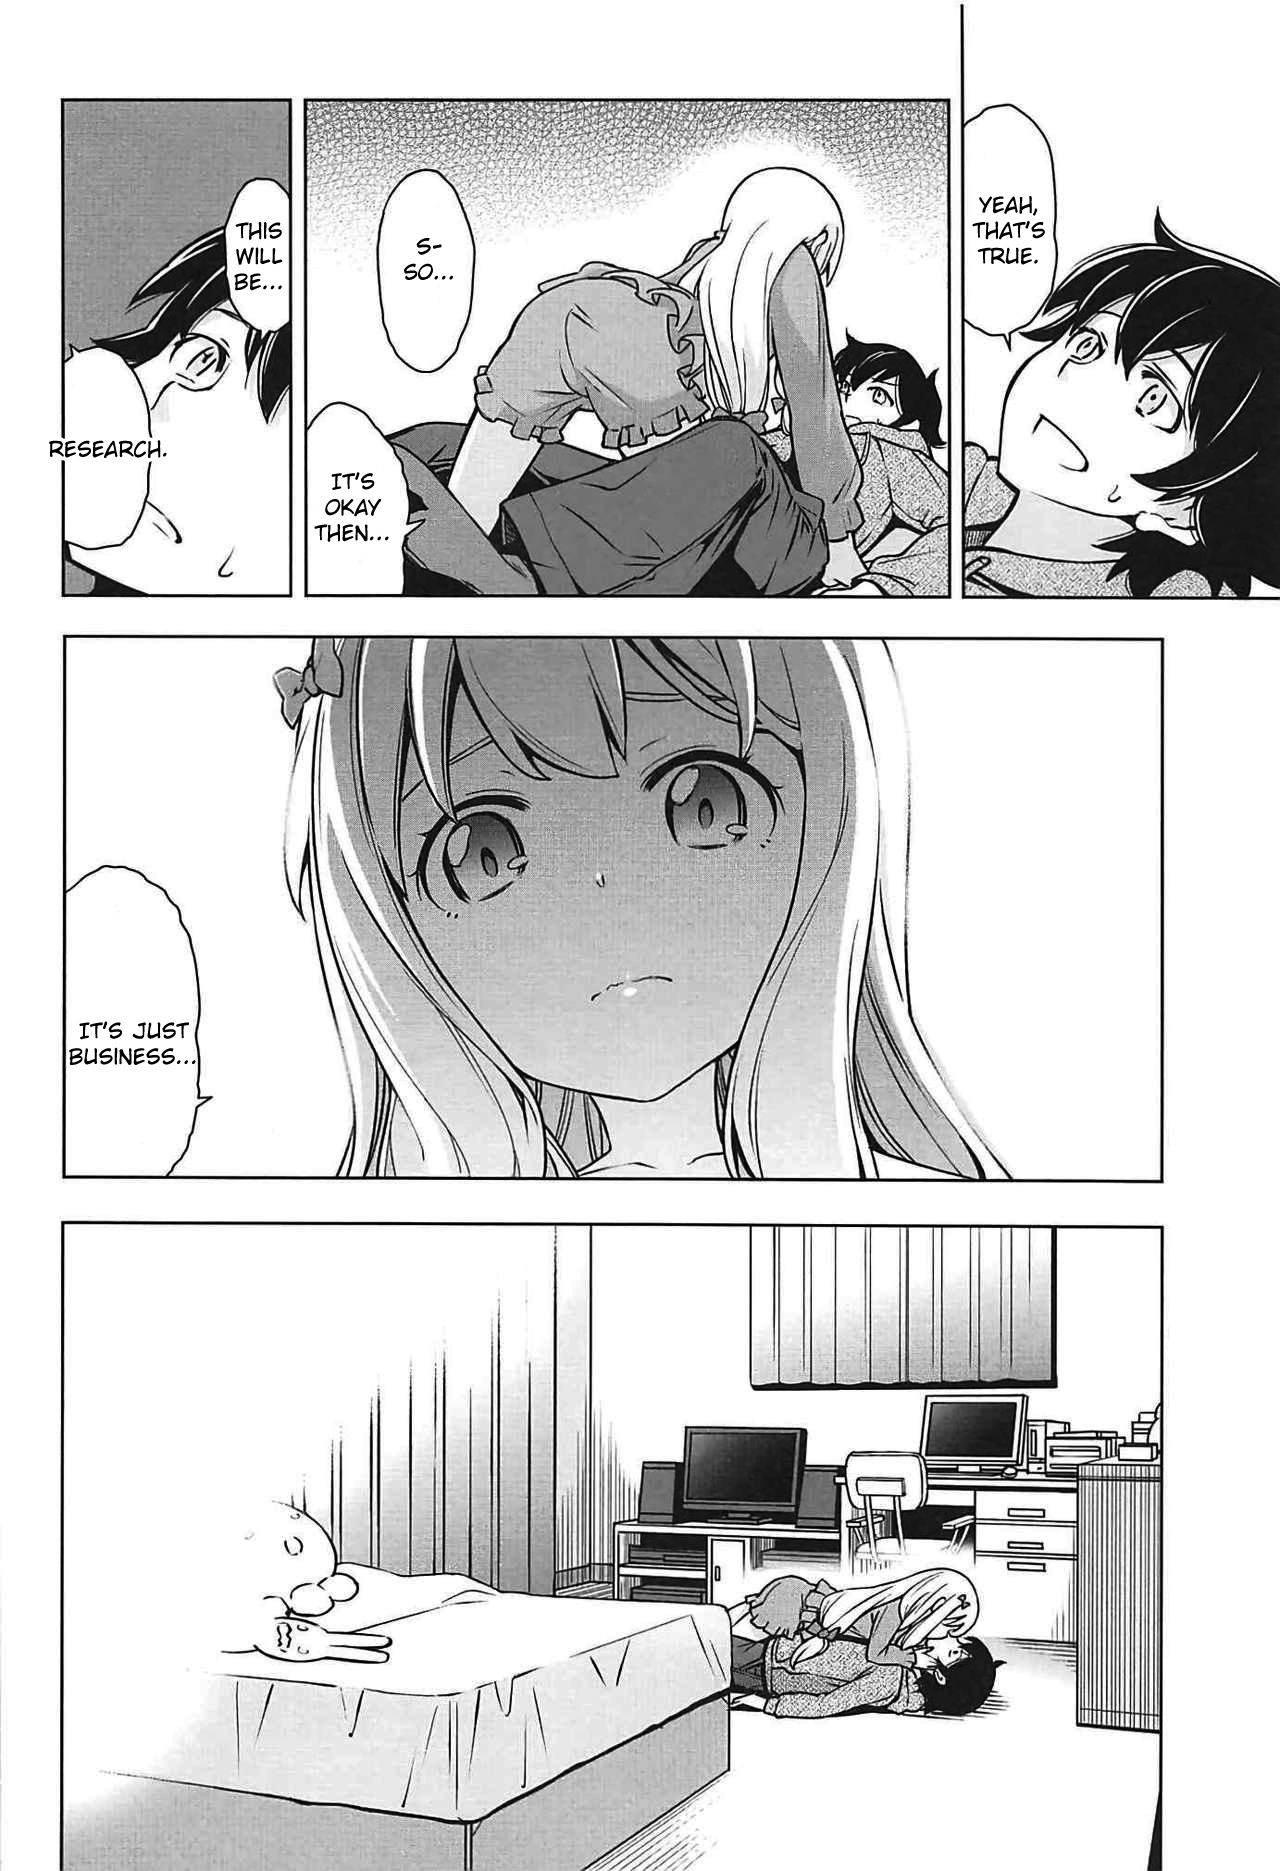 YEAH,
THAT'S
TRUE.
S-
SO...
IT'S
OKAY
THEN...
THIS
WILL
BE...
RESEARCH.
IT'S JUST
BUSINESS...